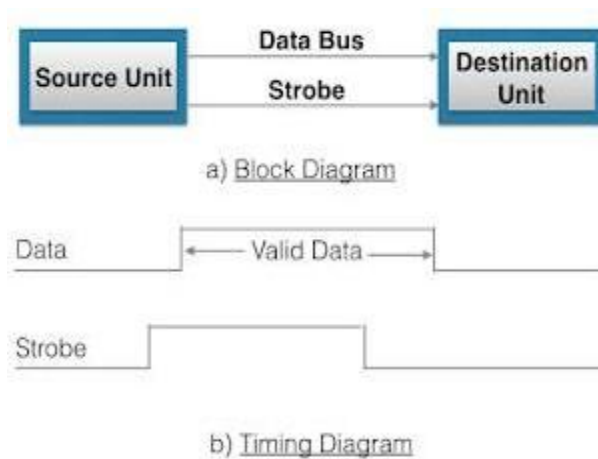 Data Bus
Source Unit
Strobe
Destination
Unit
a) Block Diagram
Data
Valid Data
Strobe
b) Timing Diagram